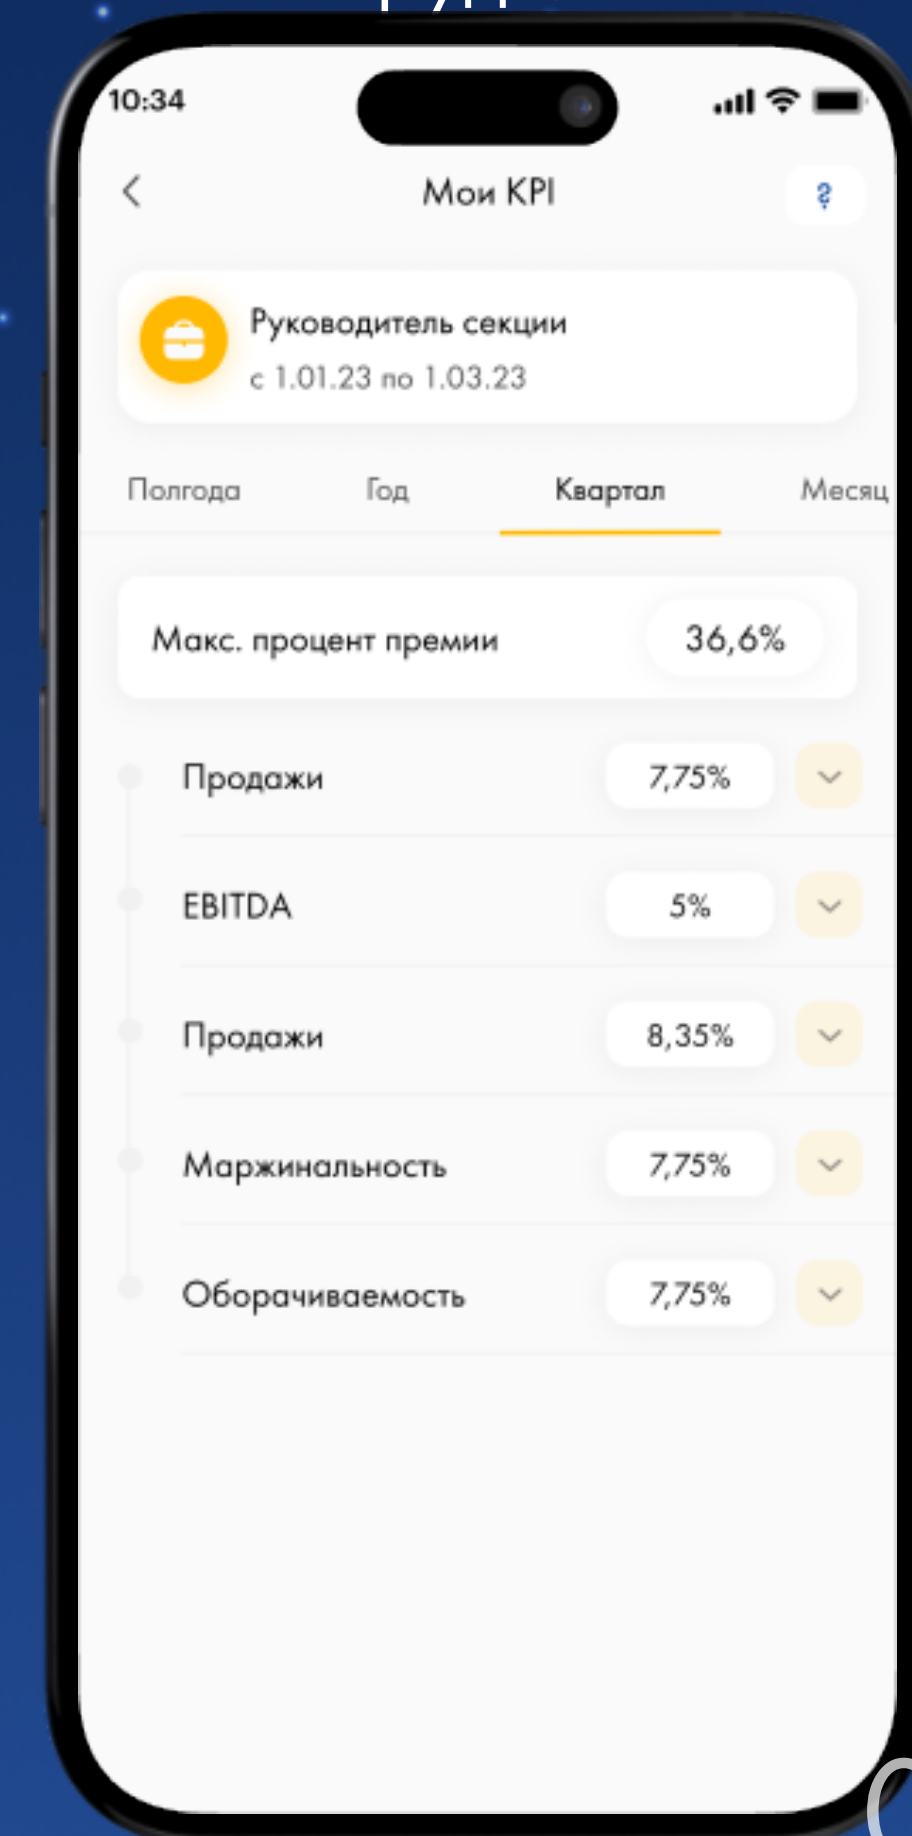 10:34
Мои KPI
?
Руководитель секции
с 1.01.23 по 1.03.23
Полгода Год Квартал Месяц
Макс. процент премии 36,6%
Продажи 7,75%
EBITDA 5%
Продажи 8,35%
Маржинальность 7,75%
Оборачиваемость 7,75%